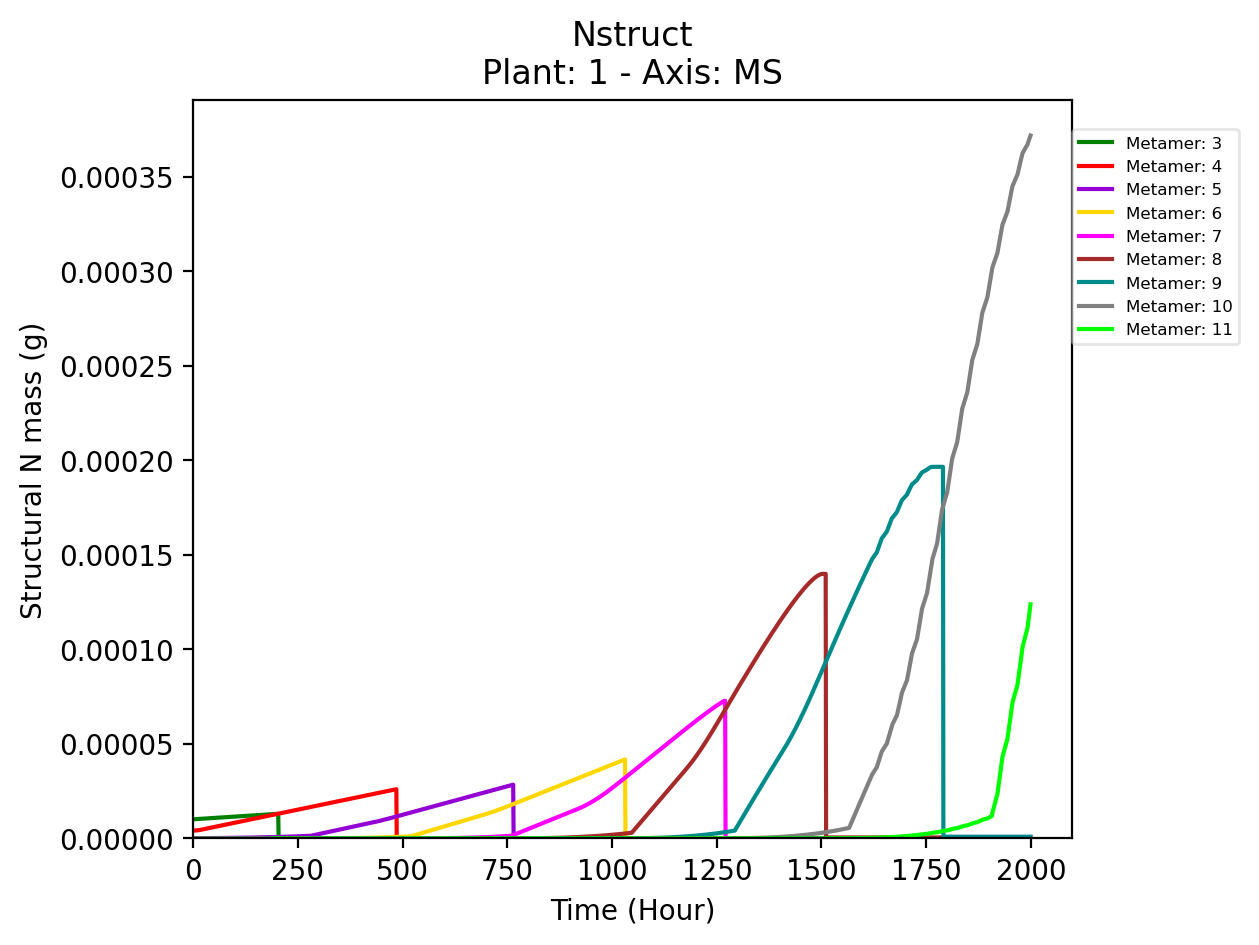 Nstruct
Plant: 1 - Axis: MS
Structural N mass (g)
0.00035
0.00030
0.00025
0.00020
0.00015
0.00010
0.00005
0.00000
0 250 500 750 1000 1250 1500 1750 2000
Time (Hour)
Metamer: 3
Metamer: 4
Metamer: 5
Metamer: 6
Metamer: 7
Metamer: 8
Metamer: 9
Metamer: 10
Metamer: 11